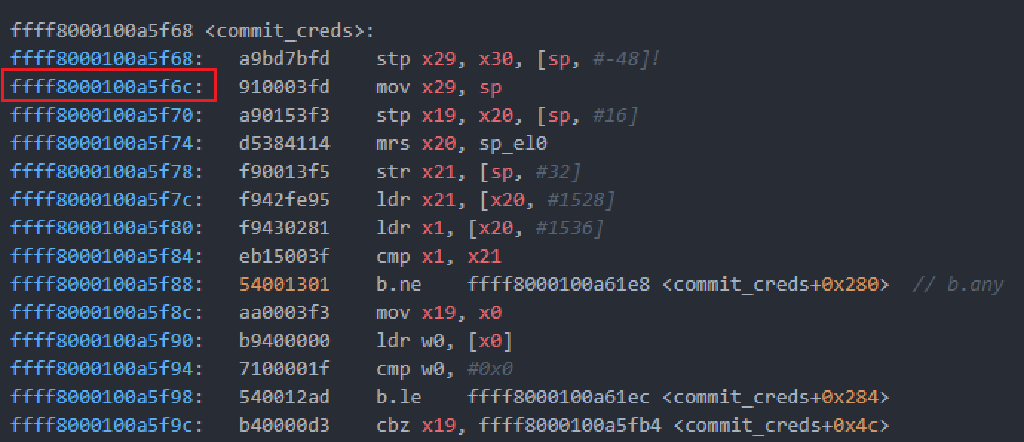 ffff8000100a5f68 <commit_creds>:
ffff8000100a5f68: a9bd7bfd stp x29, x30, [sp, #-48]!
ffff8000100a5f6c: 910003fd mov x29, sp
ffff8000100a5f70: a90153f3 stp x19, x20, [sp, #16]
ffff8000100a5f74: d5384114 mrs x20, sp_el0
ffff8000100a5f78: f90013f5 str x21, [sp, #32]
ffff8000100a5f7c: f942fe95 ldr x21, [x20, #1528]
ffff8000100a5f80: f9430281 ldr x1, [x20, #1536]
ffff8000100a5f84: eb15003f cmp x1, x21
ffff8000100a5f88: 54001301 b.ne ffff8000100a61e8 <commit_creds+0x280> // b.any
ffff8000100a5f8c: aa0003f3 mov x19, x0
ffff8000100a5f90: b9400000 ldr w0, [x0]
ffff8000100a5f94: 7100001f cmp w0, #0x0
ffff8000100a5f98: 540012ad b.le ffff8000100a61ec <commit_creds+0x284>
ffff8000100a5f9c: b40000d3 cbz x19, ffff8000100a5fb4 <commit_creds+0x4c>